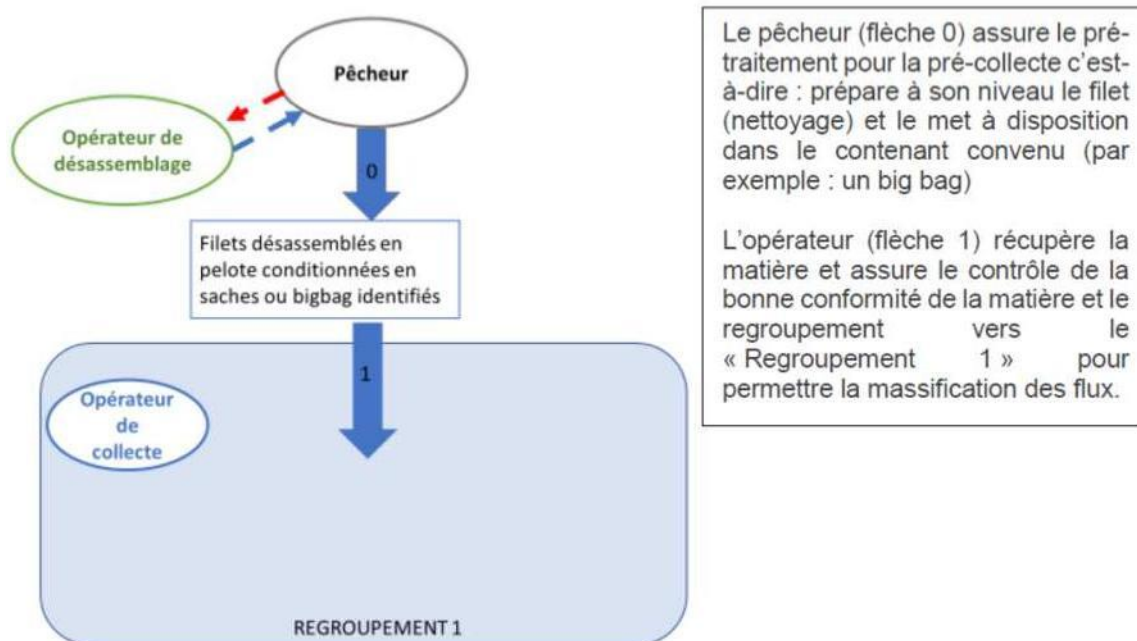 Pêcheur
Opérateur de
désassemblage
0
Filets désassemblés en
pelote conditionnées en
saches ou bigbag identifiés
1
Opérateur
de
collecte
REGROUPEMENT 1
Le pêcheur (flèche 0) assure le pré-
traitement pour la pré-collecte c’est-
à-dire : prépare à son niveau le filet
(nettoyage) et le met à disposition
dans le contenant convenu (par
exemple : un big bag)
L’opérateur (flèche 1) récupère la
matière et assure le contrôle de la
bonne conformité de la matière et le
regroupement vers le
« Regroupement 1 » pour
permettre la massification des flux.